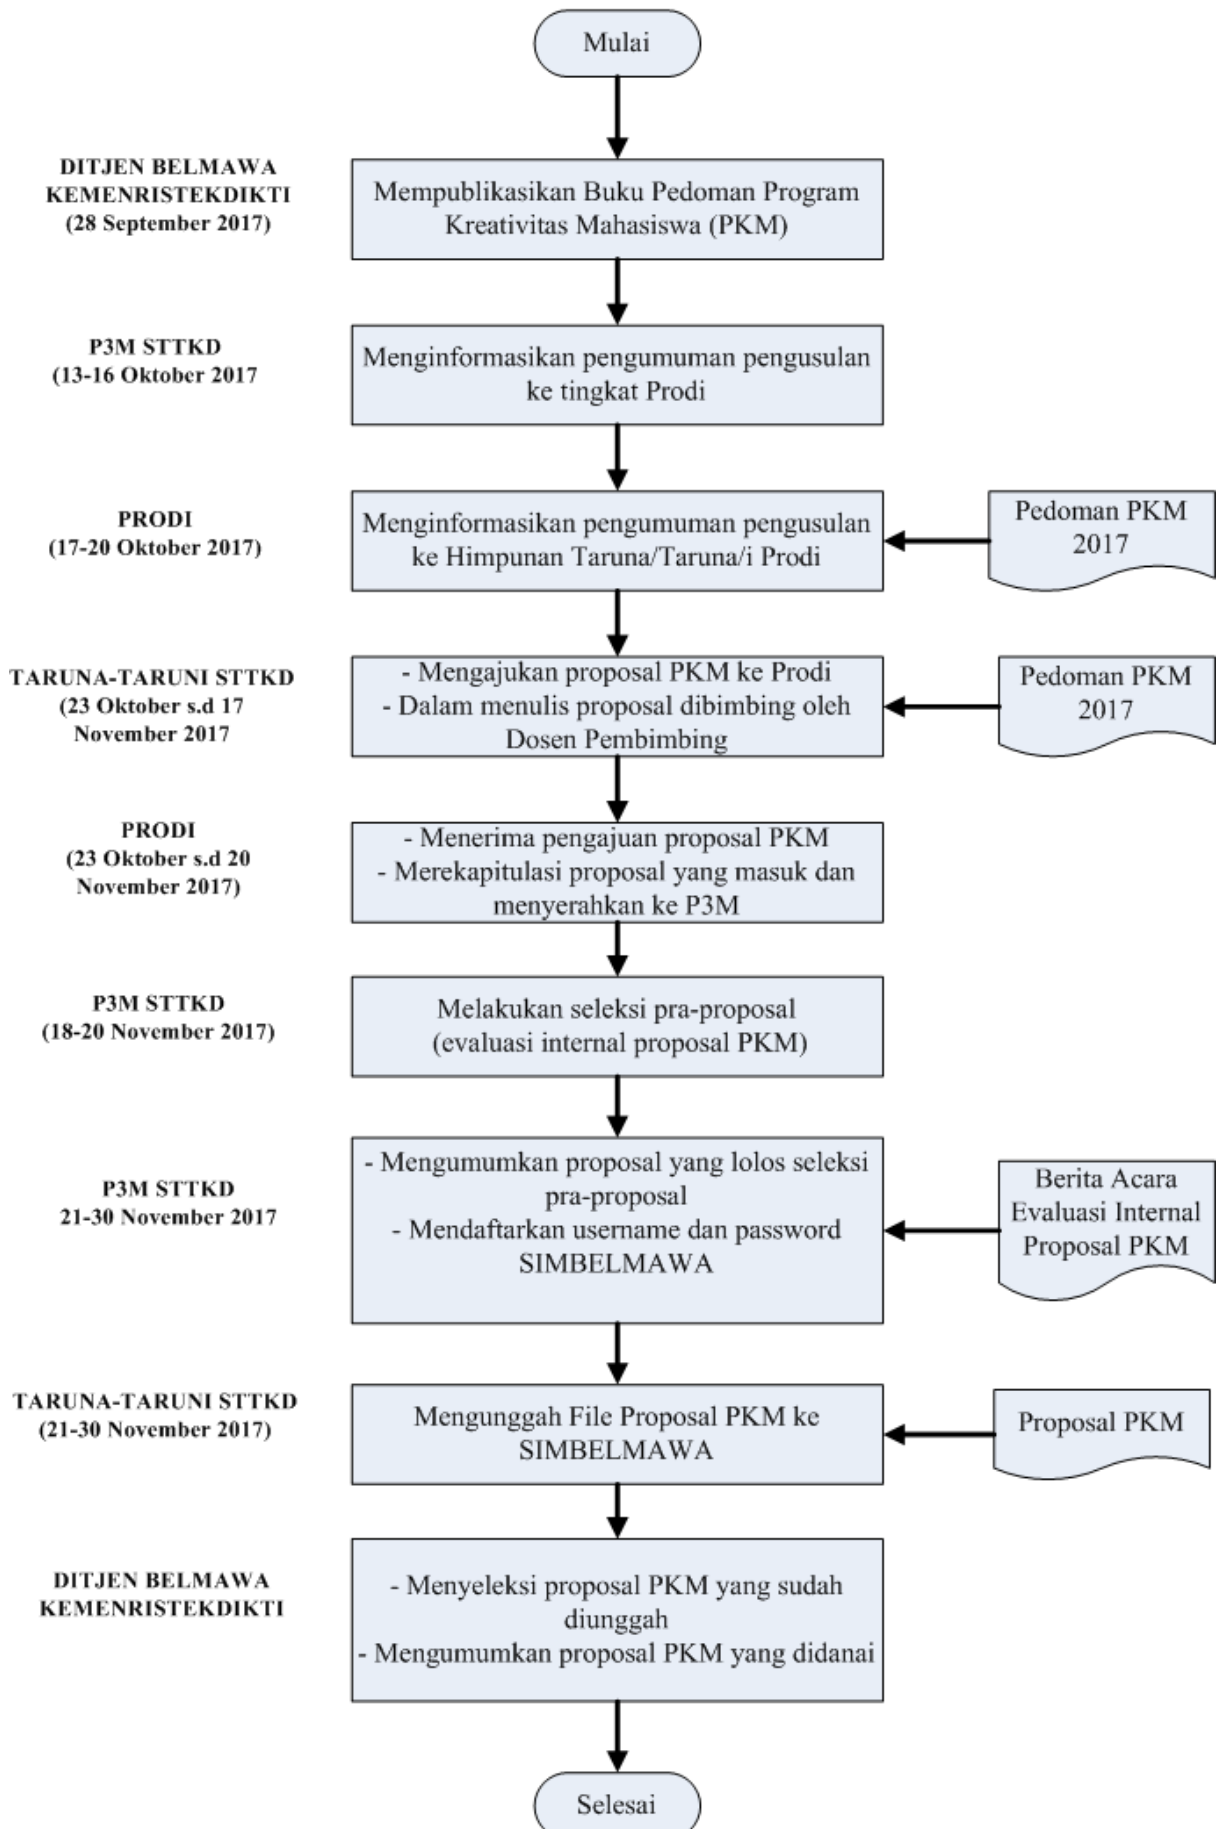 Mulai
DITJEN BELMAWA
KEMENRISTEKDIKTI
(28 September 2017)
Mempublikasikan Buku Pedoman Program
Kreativitas Mahasiswa (PKM)
P3M STTKD
(13-16 Oktober 2017
Menginformasikan pengumuman pengusulan
ke tingkat Prodi
PRODI
(17-20 Oktober 2017)
Menginformasikan pengumuman pengusulan
ke Himpunan Taruna/Taruna/i Prodi
Pedoman PKM
2017
TARUNA-TARUNI STTKD
(23 Oktober s.d 17
November 2017
- Mengajukan proposal PKM ke Prodi
- Dalam menulis proposal dibimbing oleh
Dosen Pembimbing
Pedoman PKM
2017
PRODI
(23 Oktober s.d 20
November 2017)
- Menerima pengajuan proposal PKM
- Merekapitulasi proposal yang masuk dan
menyerahkan ke P3M
P3M STTKD
(18-20 November 2017)
Melakukan seleksi pra-proposal
(evaluasi internal proposal PKM)
P3M STTKD
21-30 November 2017
- Mengumumkan proposal yang lolos seleksi
pra-proposal
- Mendaftarkan username dan password
SIMBELMAWA
Berita Acara
Evaluasi Internal
Proposal PKM
TARUNA-TARUNI STTKD
(21-30 November 2017)
Mengunggah File Proposal PKM ke
SIMBELMAWA
Proposal PKM
DITJEN BELMAWA
KEMENRISTEKDIKTI
- Menyeleksi proposal PKM yang sudah
diunggah
- Mengumumkan proposal PKM yang didanai
Selesai